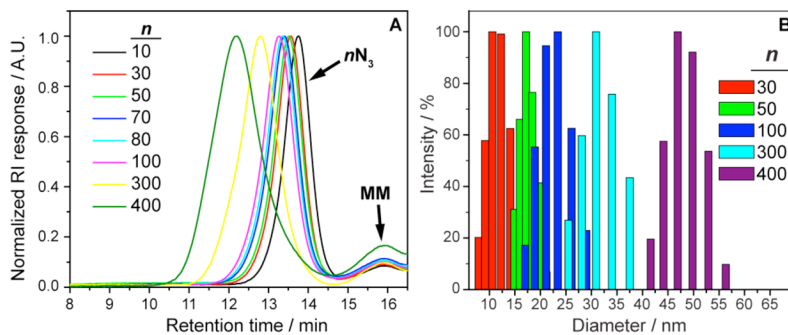 A
n
10
30
50
70
80
100
300
400
nN₃
MM
Normalized RI response / A.U.
1.0
0.8
0.6
0.4
0.2
0.0
8 9 10 11 12 13 14 15 16
Retention time / min
B
n
30
50
100
300
400
Intensity / %
100
80
60
40
20
0
10 15 20 25 30 35 40 45 50 55 60 65
Diameter / nm